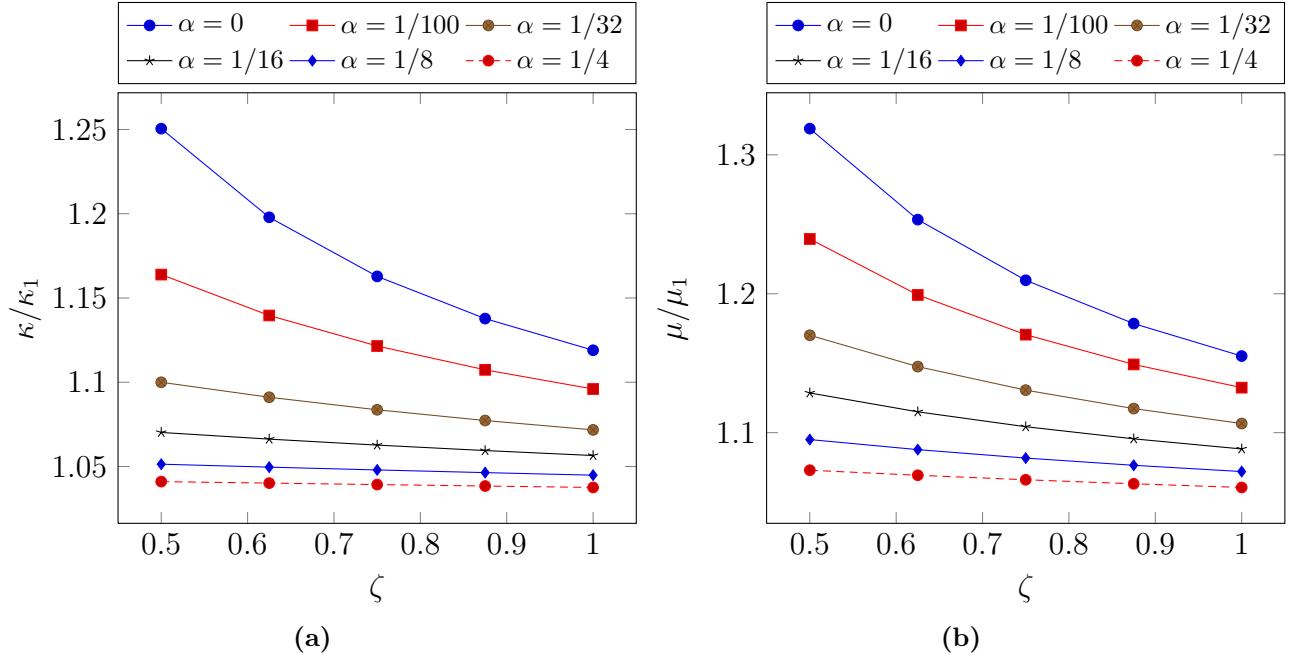 α = 0 α = 1/100 α = 1/32
α = 1/16 α = 1/8 α = 1/4
1.25
1.2
1.15
1.1
1.05
κ/κ₁
0.5 0.6 0.7 0.8 0.9 1
ζ
(a)
α = 0 α = 1/100 α = 1/32
α = 1/16 α = 1/8 α = 1/4
1.3
1.2
1.1
μ/μ₁
0.5 0.6 0.7 0.8 0.9 1
ζ
(b)